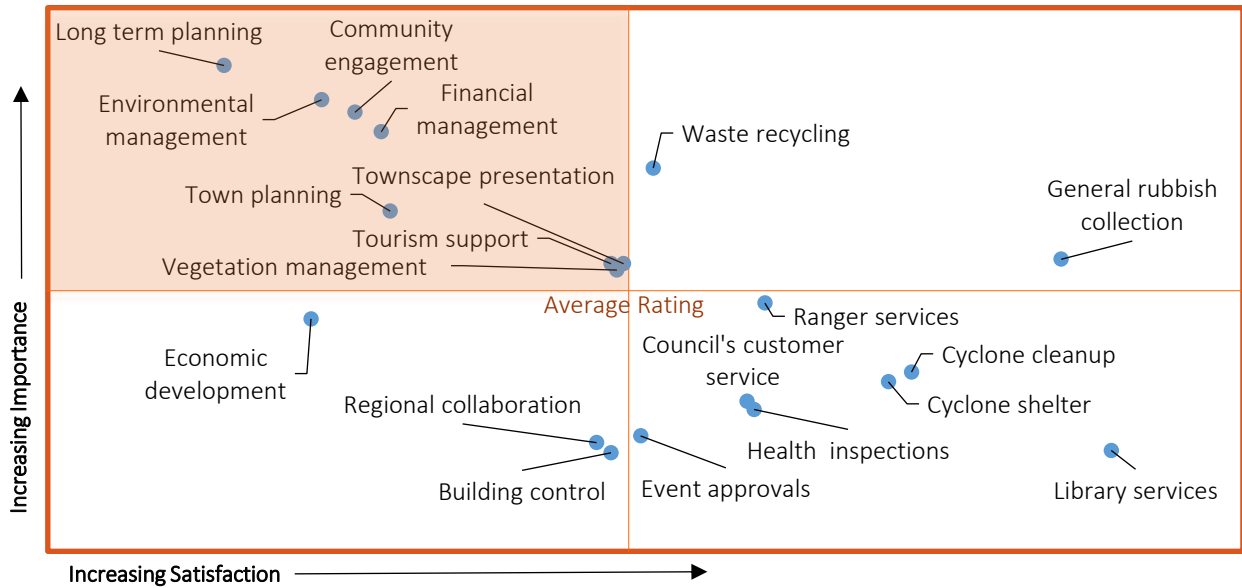 Long term planning
Community
engagement
Environmental
management
Financial
management
Waste recycling
Townscape presentation
Town planning
General rubbish
collection
Tourism support
Vegetation management
Average Rating
Ranger services
Economic
development
Council's customer
service
Cyclone cleanup
Cyclone shelter
Regional collaboration
Health inspections
Building control
Event approvals
Library services
Increasing Importance
Increasing Satisfaction